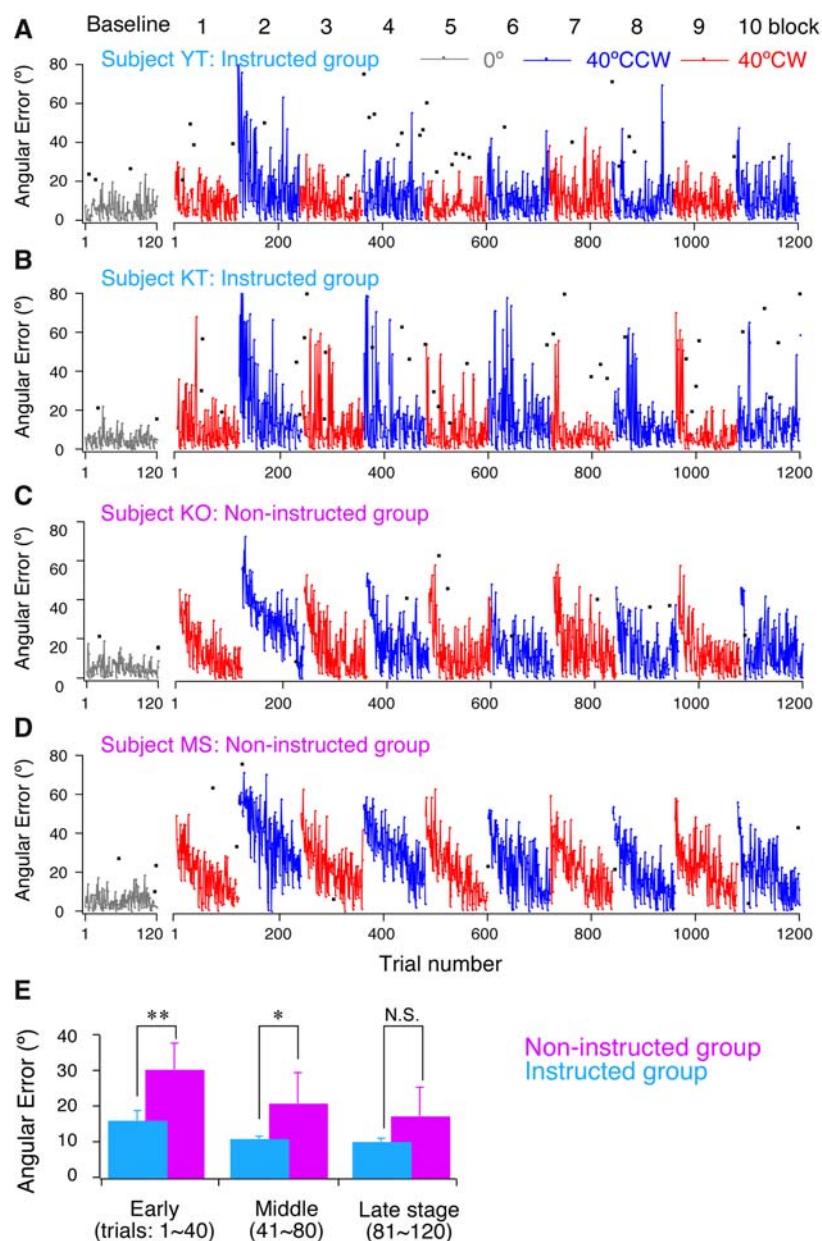 Baseline 1 2 3 4 5 6 7 8 9 10 block
A
Subject YT: Instructed group
0º 40ºCCW 40ºCW
Angular Error (º)
80
60
40
20
0
1 120 1 200 400 600 800 1000 1200
B
Subject KT: Instructed group
Angular Error (º)
80
60
40
20
0
1 120 1 200 400 600 800 1000 1200
C
Subject KO: Non-instructed group
Angular Error (º)
80
60
40
20
0
1 120 1 200 400 600 800 1000 1200
D
Subject MS: Non-instructed group
Angular Error (º)
80
60
40
20
0
1 120 1 200 400 600 800 1000 1200
Trial number
E
Angular Error (º)
40
30
20
10
0
** * N.S.
Non-instructed group
Instructed group
Early Middle Late stage
(trials: 1~40) (41~80) (81~120)